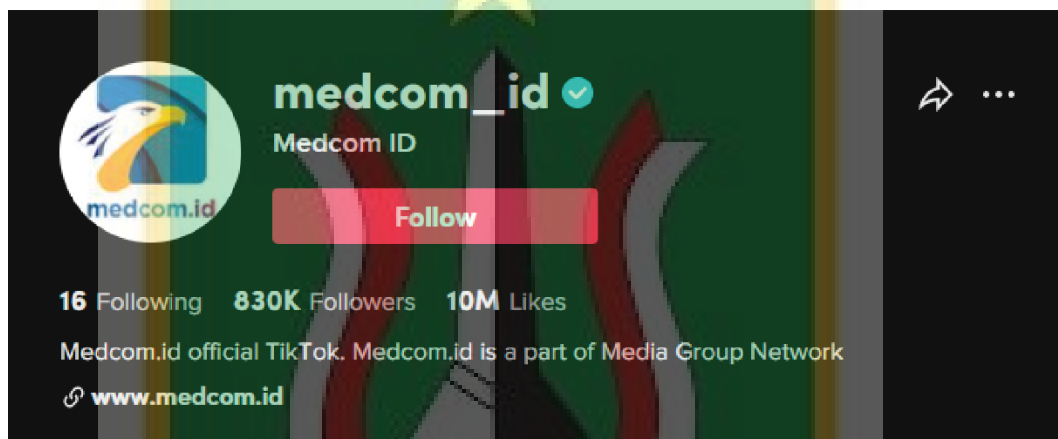 medcom_id
Medcom ID
medcom.id
Follow
16 Following 830K Followers 10M Likes
Medcom.id official TikTok. Medcom.id is a part of Media Group Network
www.medcom.id